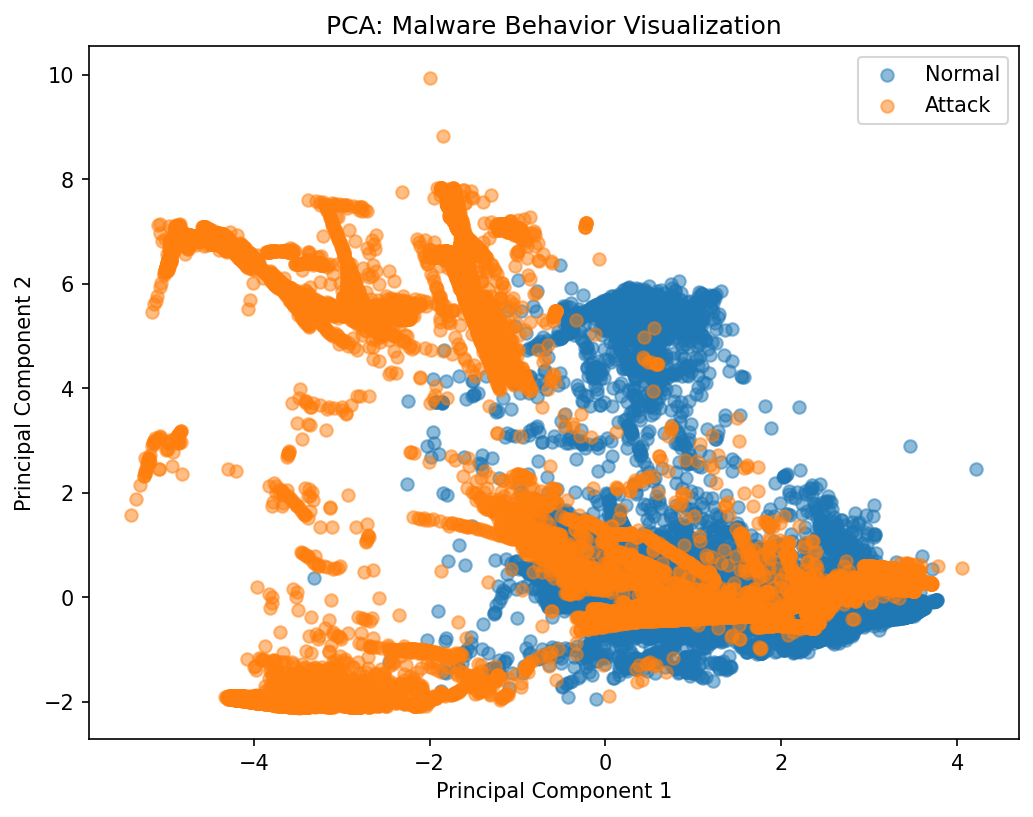 PCA: Malware Behavior Visualization
Normal
Attack
10
8
6
4
2
0
−2
Principal Component 2
−4
−2
0
2
4
Principal Component 1